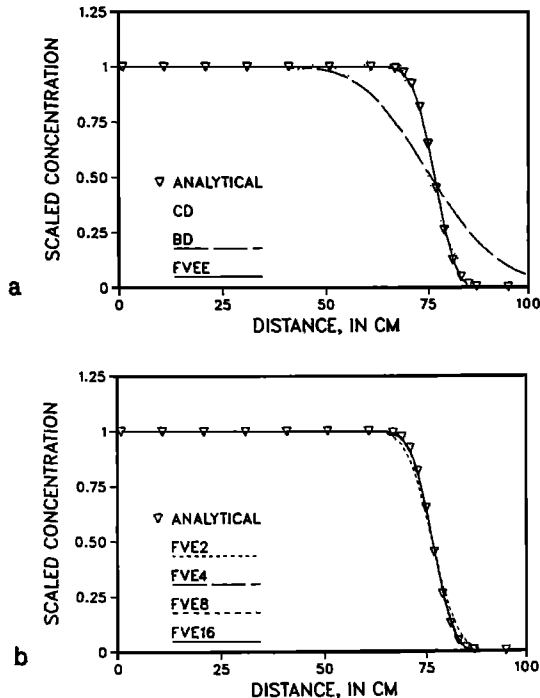 1.25
1
0.75
0.50
0.25
0
SCALED CONCENTRATION
▽ ANALYTICAL
CD
BD
FVEE
0 25 50 75 100
DISTANCE, IN CM
a
1.25
1
0.75
0.50
0.25
0
SCALED CONCENTRATION
▽ ANALYTICAL
FVE2
FVE4
FVE8
FVE16
0 25 50 75 100
DISTANCE, IN CM
b